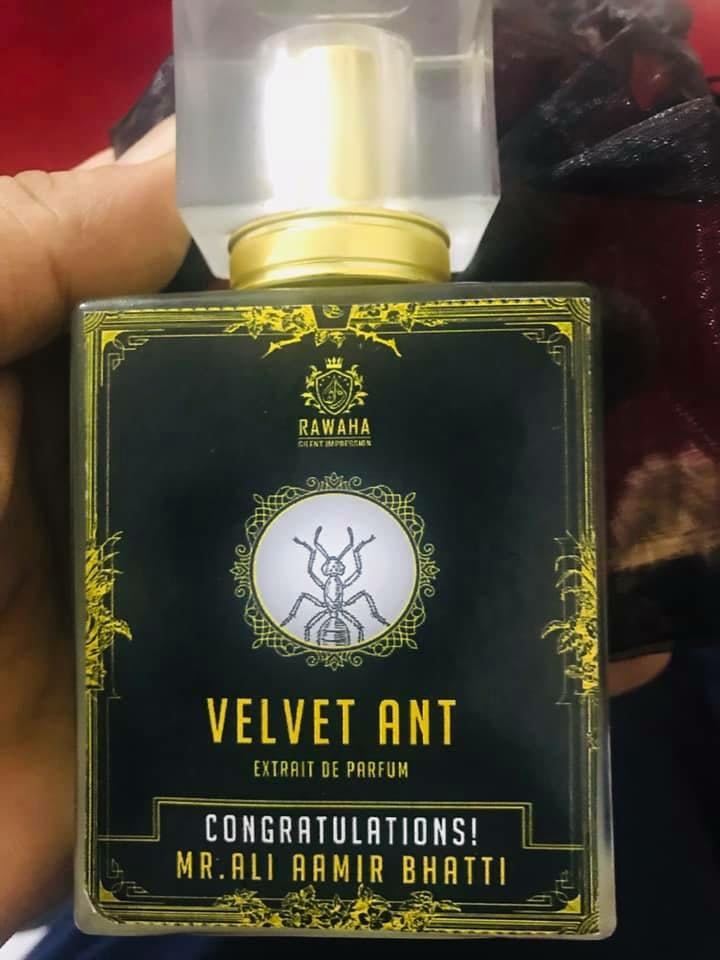 RAWAHA
SILENT IMPRESSION
VELVET ANT
EXTRAIT DE PARFUM
CONGRATULATIONS!
MR.ALI AAMIR BHATTI